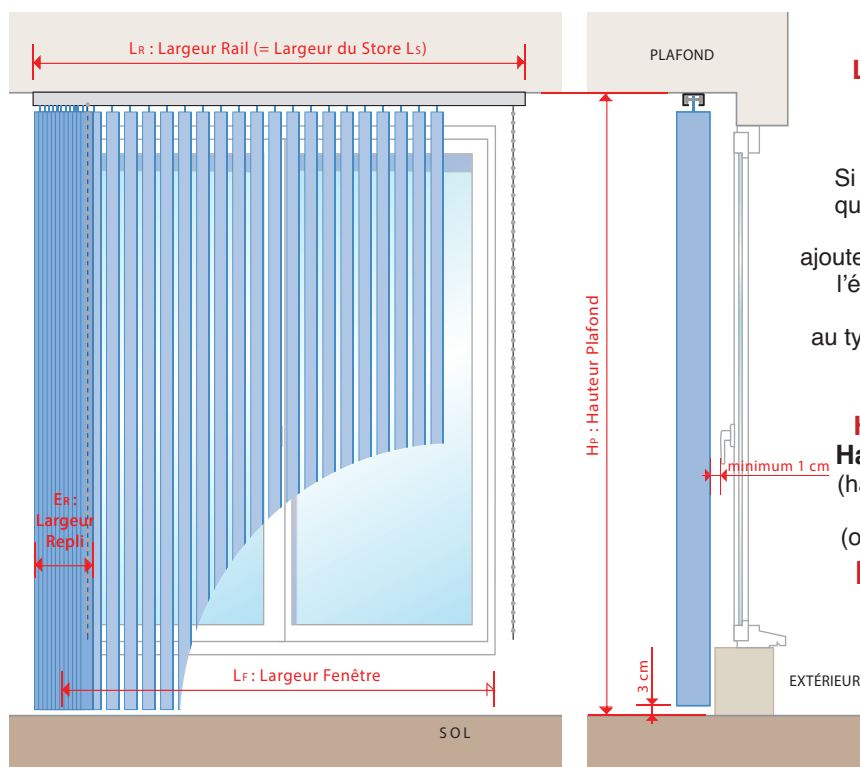 LR : Largeur Rail (= Largeur du Store LS)
PLAFOND
L
Si
qu
ajoute
l’é
au ty
HP : Hauteur Plafond
H
Ha
minimum 1 cm
(ha
(o
ER :
Largeur
Repli
LF : Largeur Fenêtre
3 cm
EXTÉRIEUR
SOL